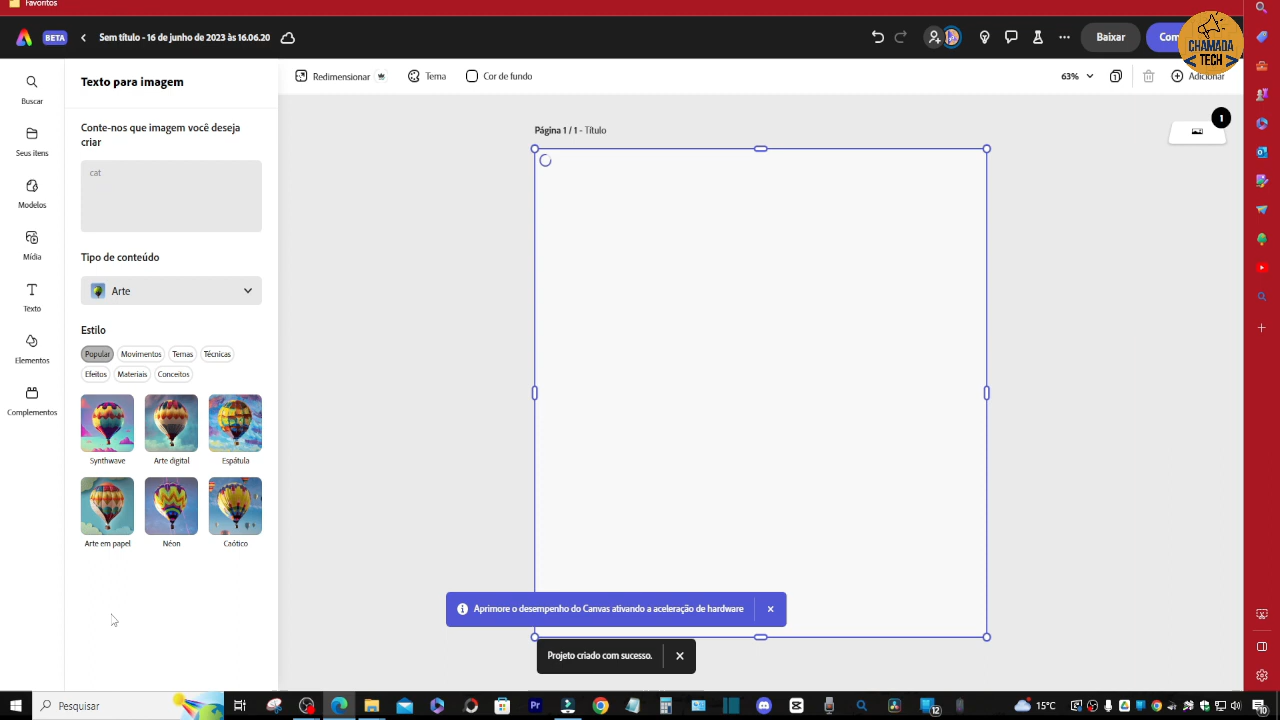 Favoritos
BETA
Sem título - 16 de junho de 2023 às 16.06.20
Baixar
Com
CHAMADA
TECH
Buscar
Seus itens
Modelos
Mídia
Texto
Elementos
Complementos
Texto para imagem
Conte-nos que imagem você deseja
criar
cat
Tipo de conteúdo
Arte
Estilo
Popular
Movimentos
Temas
Técnicas
Efeitos
Materiais
Conceitos
Synthwave
Arte digital
Espátula
Arte em papel
Néon
Caótico
Redimensionar
Tema
Cor de fundo
63%
1
Adicionar
Página 1 / 1 - Título
1
Aprimore o desempenho do Canvas ativando a aceleração de hardware
Projeto criado com sucesso.
Pesquisar
Pr
12
15°C